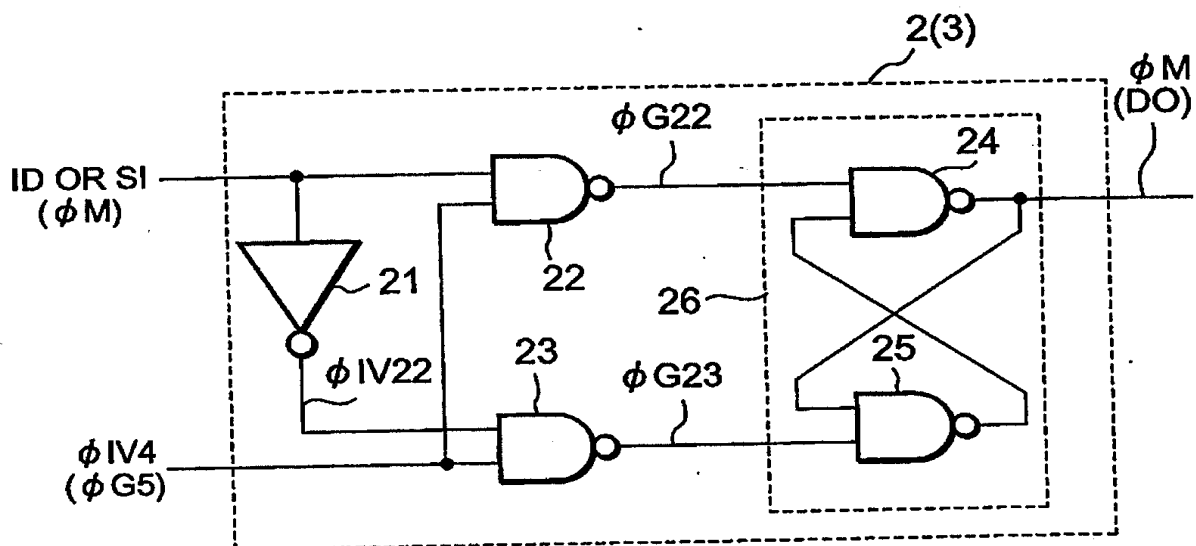 2(3)
φM
(DO)
φG22
24
ID OR SI
(φM)
22
21
26
φIV22
23
φG23
25
φIV4
(φG5)